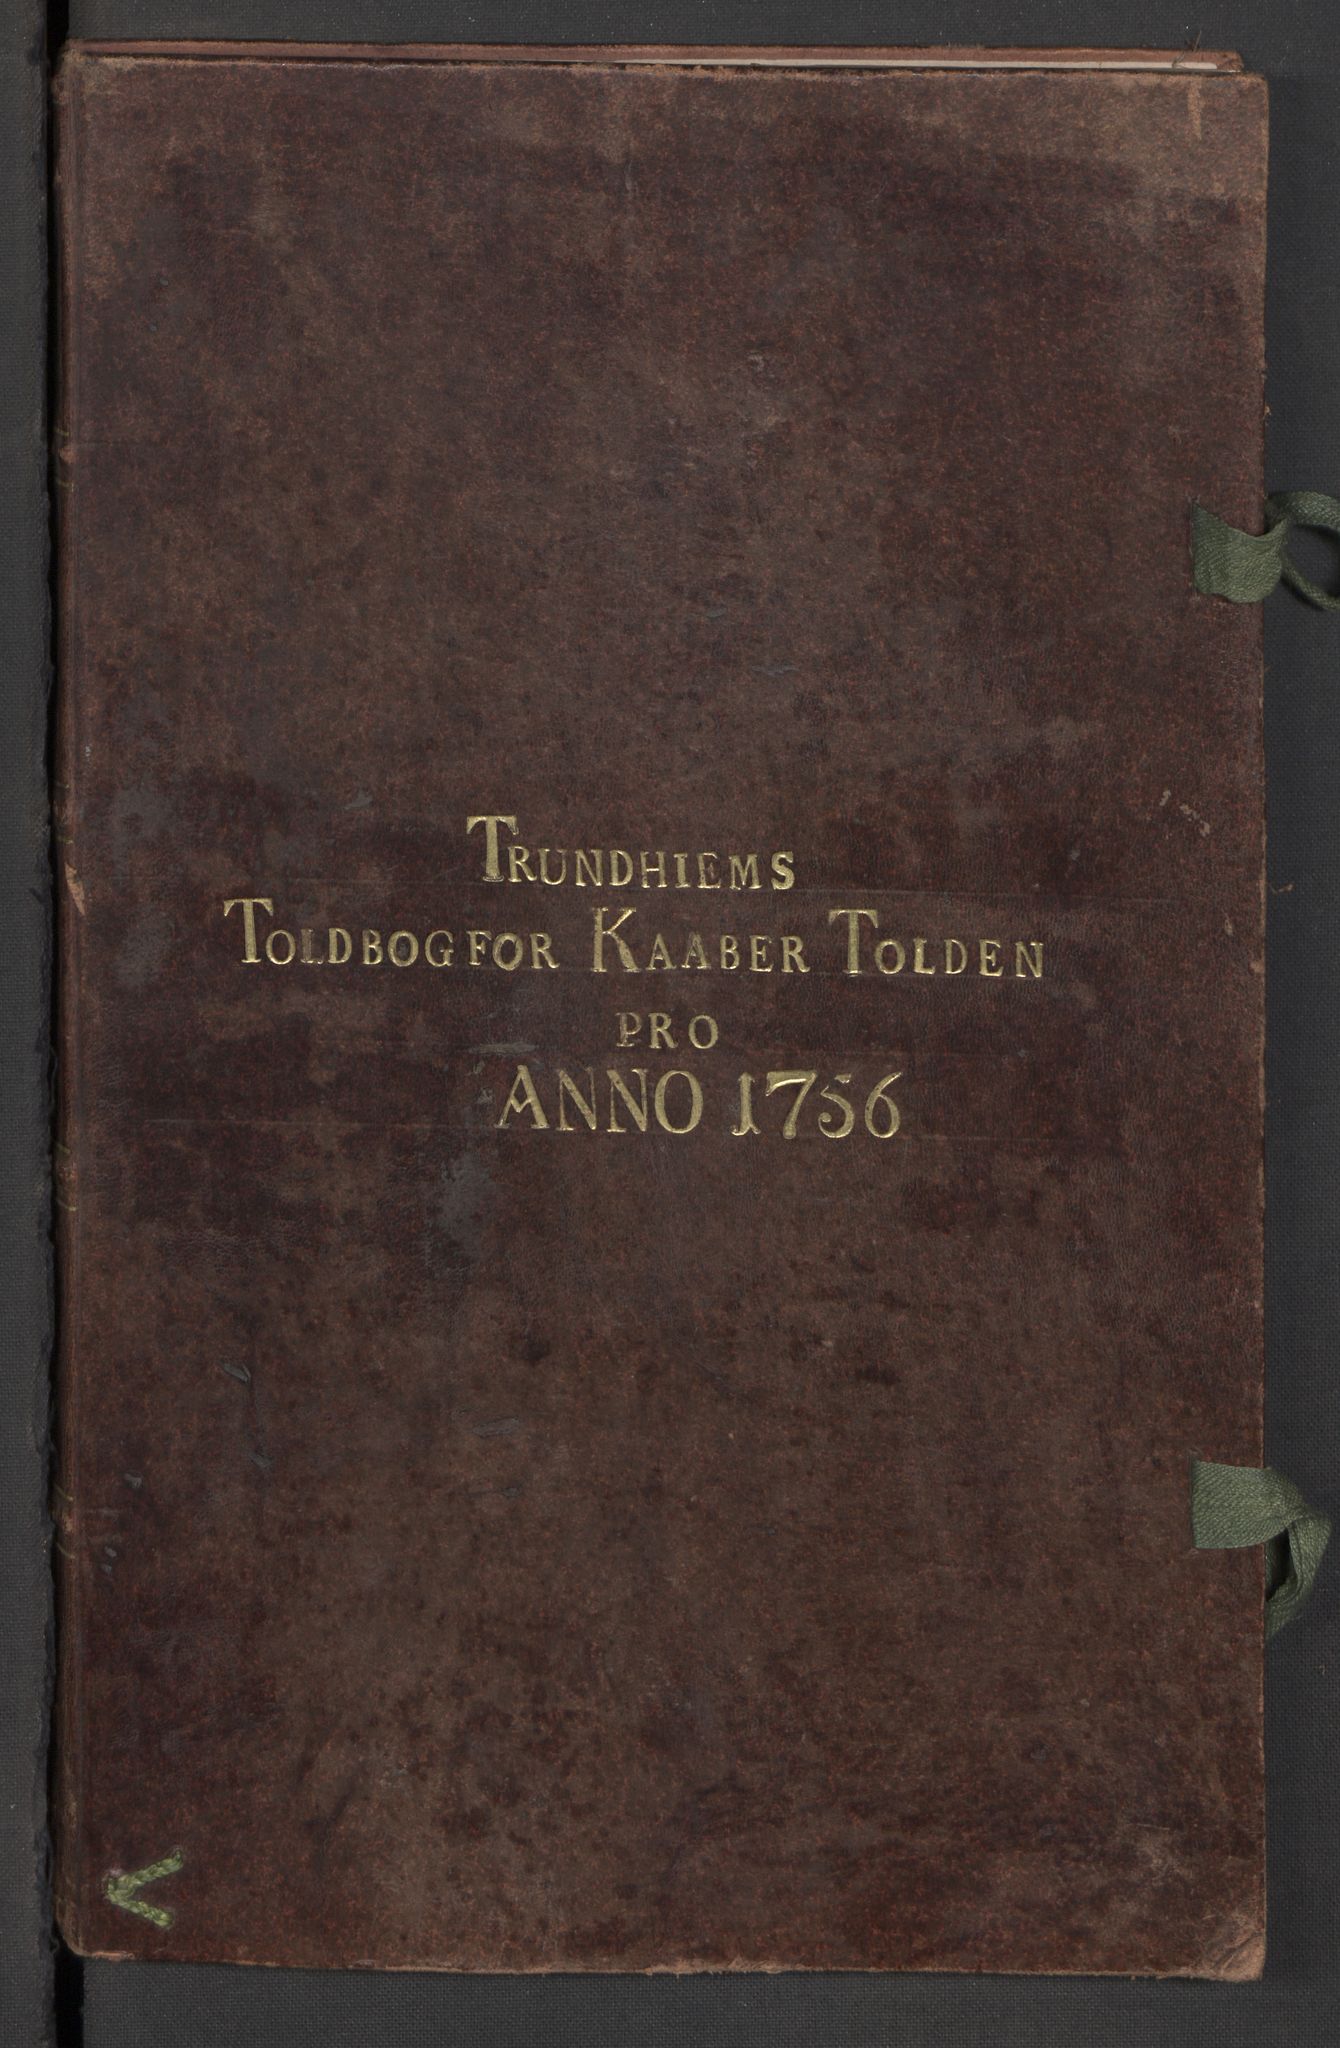 TRUNDHIEMS
TOLDBOG FOR KAABER TOLDEN
PRO
ANNO 1756